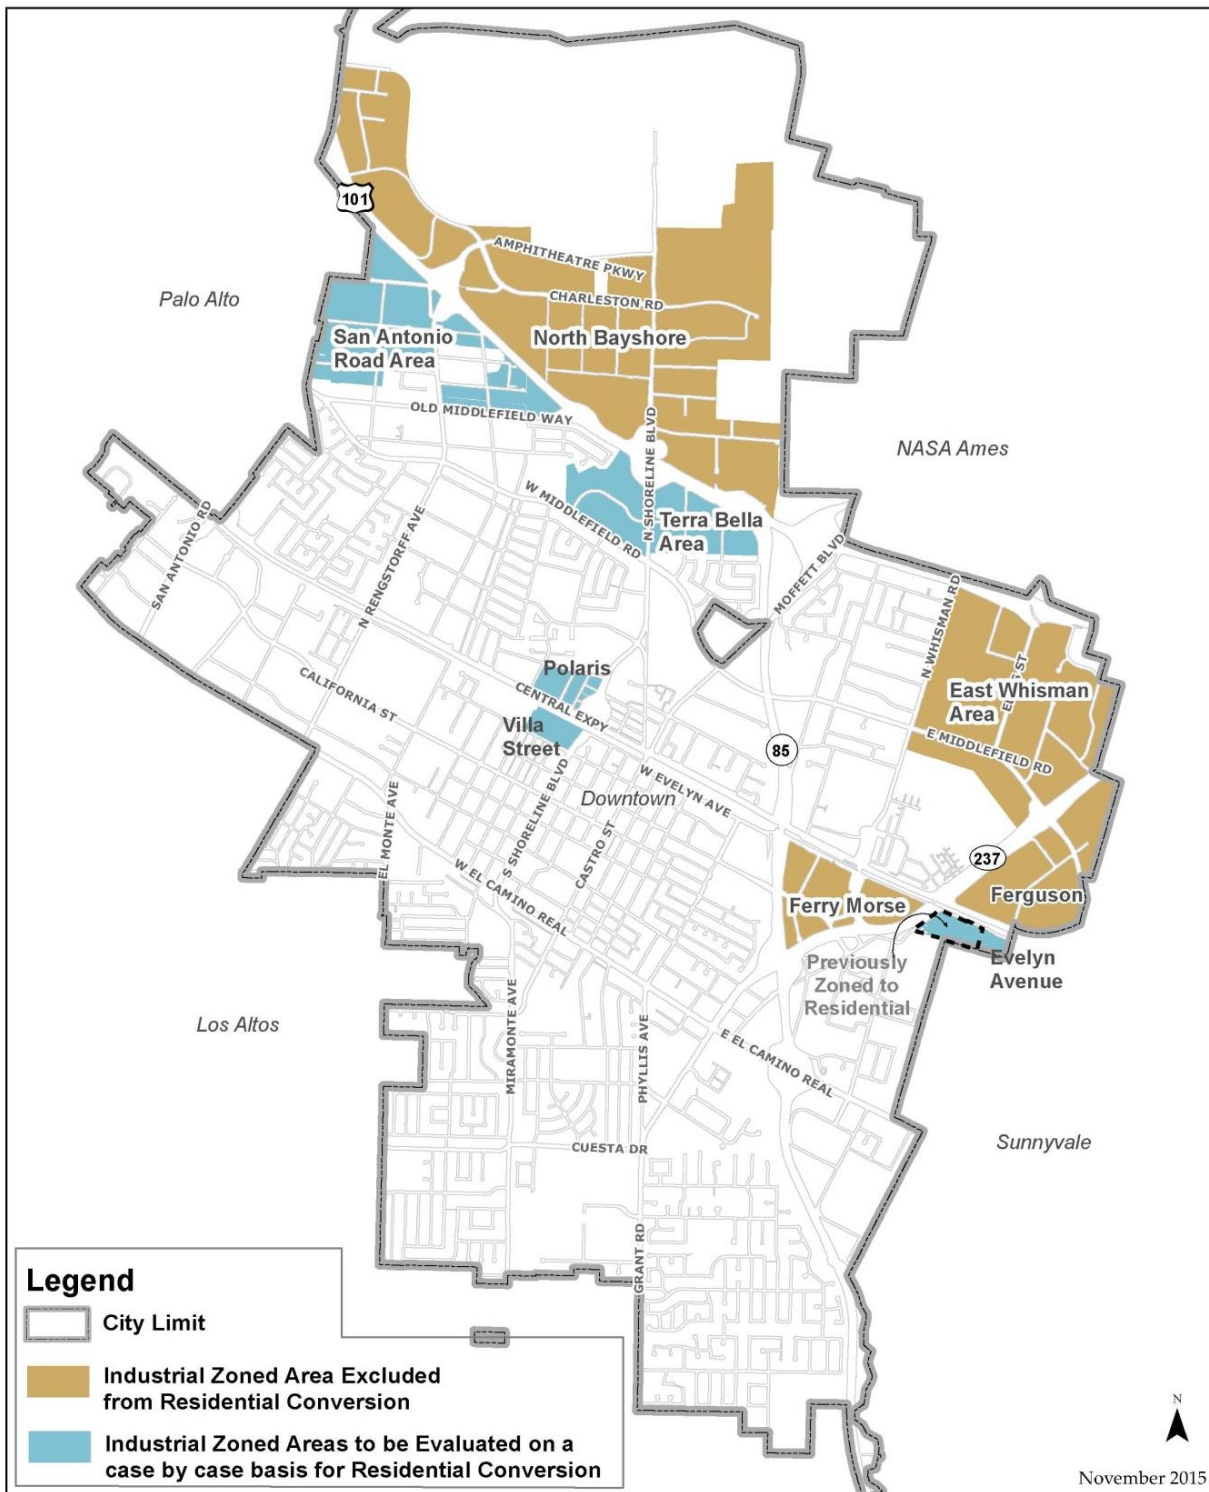 101
AMPHITHEATRE PKWY
Palo Alto
CHARLESTON RD
San Antonio
Road Area
North Bayshore
OLD MIDDLEFIELD WAY
N SHORELINE BLVD
NASA Ames
W MIDDLEFIELD RD
Terra Bella
Area
SAN ANTONIO RD
N RENGSTORFF AVE
MOFFETT BLVD
N WHISMAN RD
Polaris
CENTRAL EXPY
CALIFORNIA ST
East Whisman
Area
ST
Villa
Street
E MIDDLEFIELD RD
85
W EVELYN AVE
Downtown
EL MONTE AVE
S SHORELINE BLVD
CASTRO ST
237
W EL CAMINO REAL
Ferry Morse
Ferguson
Previously
Zoned to
Residential
Evelyn
Avenue
Los Altos
MIRAMONTE AVE
PHYLLIS AVE
E EL CAMINO REAL
CUESTA DR
Sunnyvale
GRANT RD
Legend
City Limit
Industrial Zoned Area Excluded
from Residential Conversion
Industrial Zoned Areas to be Evaluated on a
case by case basis for Residential Conversion
N
November 2015